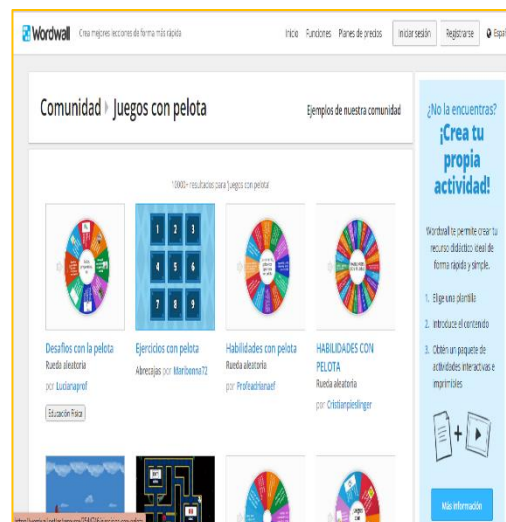 Wordwall Crea mejores lecciones de forma más rápida Inicio Funciones Planes de precios Iniciar sesión Registrarse Españ
Comunidad Juegos con pelota Ejemplos de nuestra comunidad
10000+ resultados para 'juegos con pelota'
1 2 3
4 5 6
7 8 9
Desafíos con la pelota
Rueda aleatoria
por Lucianaprof
Educación Física
Ejercicios con pelota
Abrecajas por Maribanna72
Habilidades con pelota
Rueda aleatoria
por Profeadrianaef
HABILIDADES CON
PELOTA
Rueda aleatoria
por Cristianpieslinger
¿No la encuentras?
¡Crea tu
propia
actividad!
Wordwall te permite crear tu
recurso didáctico ideal de
forma rápida y simple.
1. Elige una plantilla
2. Introduce el contenido
3. Obtén un paquete de
actividades interactivas e
imprimibles
Más información